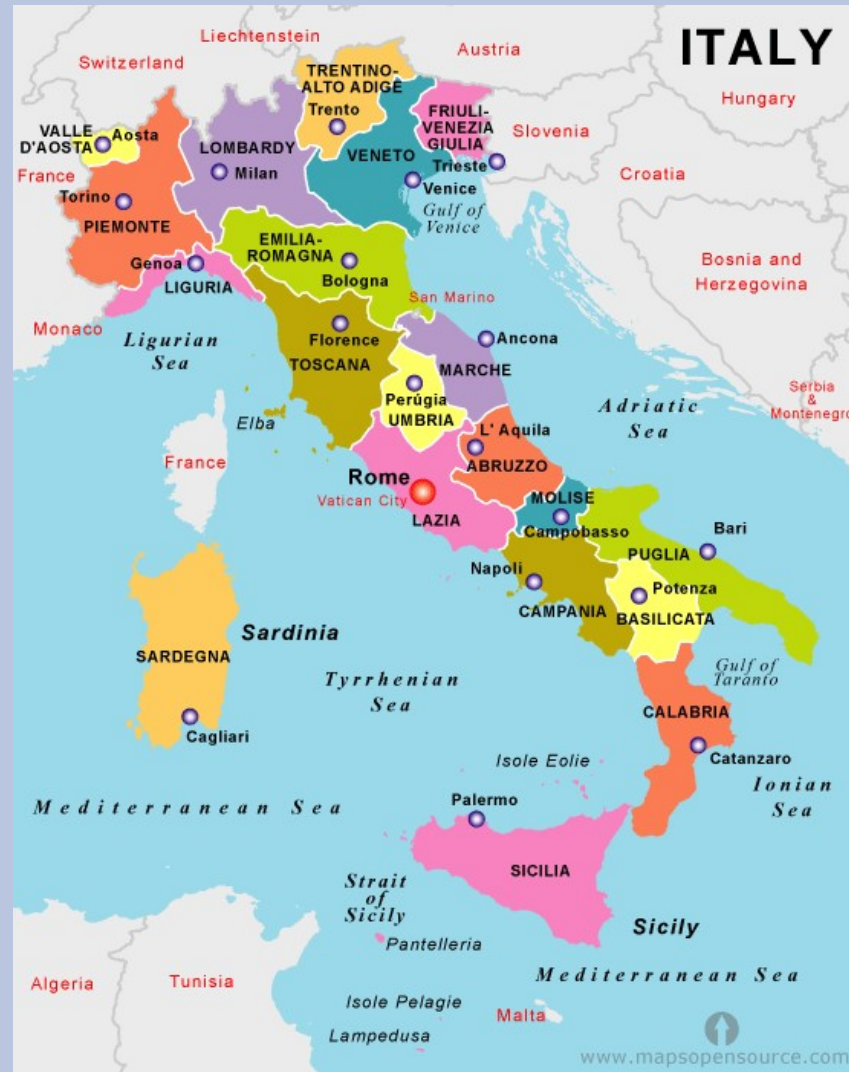 ITALY
Liechtenstein
Switzerland
Austria
Hungary
TRENTINO-
ALTO ADIGE
Trento
FRIULI-
VENEZIA
GIULIA
Slovenia
VALLE
D'AOSTA
Aosta
LOMBARDY
VENETO
Trieste
France
Milan
Venice
Croatia
Torino
PIEMONTE
Gulf of
Venice
EMILIA-
ROMAGNA
Bologna
Genoa
LIGURIA
Bosnia and
Herzegovina
San Marino
Monaco
Ligurian
Sea
Florence
TOSCANA
Ancona
MARCHE
Perúgia
UMBRIA
Serbia
&
Montenegro
Adriatic
Sea
Elba
L' Aquila
ABRUZZO
France
Rome
Vatican City
LAZIA
MOLISE
Campobasso
Bari
PUGLIA
Napoli
CAMPANIA
Potenza
BASILICATA
Sardinia
SARDEGNA
Gulf of
Taranto
Tyrrhenian
Sea
CALABRIA
Cagliari
Catanzaro
Isole Eolie
Ionian
Sea
Mediterranean Sea
Palermo
SICILIA
Strait
of
Sicily
Sicily
Pantelleria
Mediterranean Sea
Algeria
Tunisia
Isole Pelagie
Malta
Lampedusa
www.mapsopensource.com